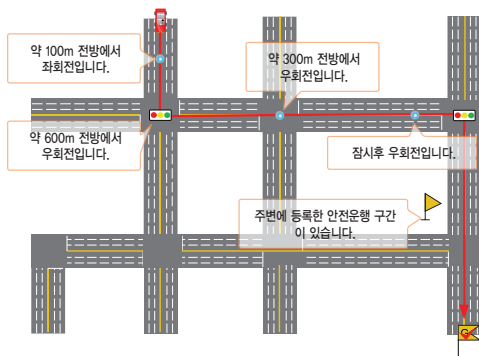 약 100m 전방에서
좌회전입니다.
약 300m 전방에서
우회전입니다.
약 600m 전방에서
우회전입니다.
잠시후 우회전입니다.
주변에 등록한 안전운행 구간
이 있습니다.
G